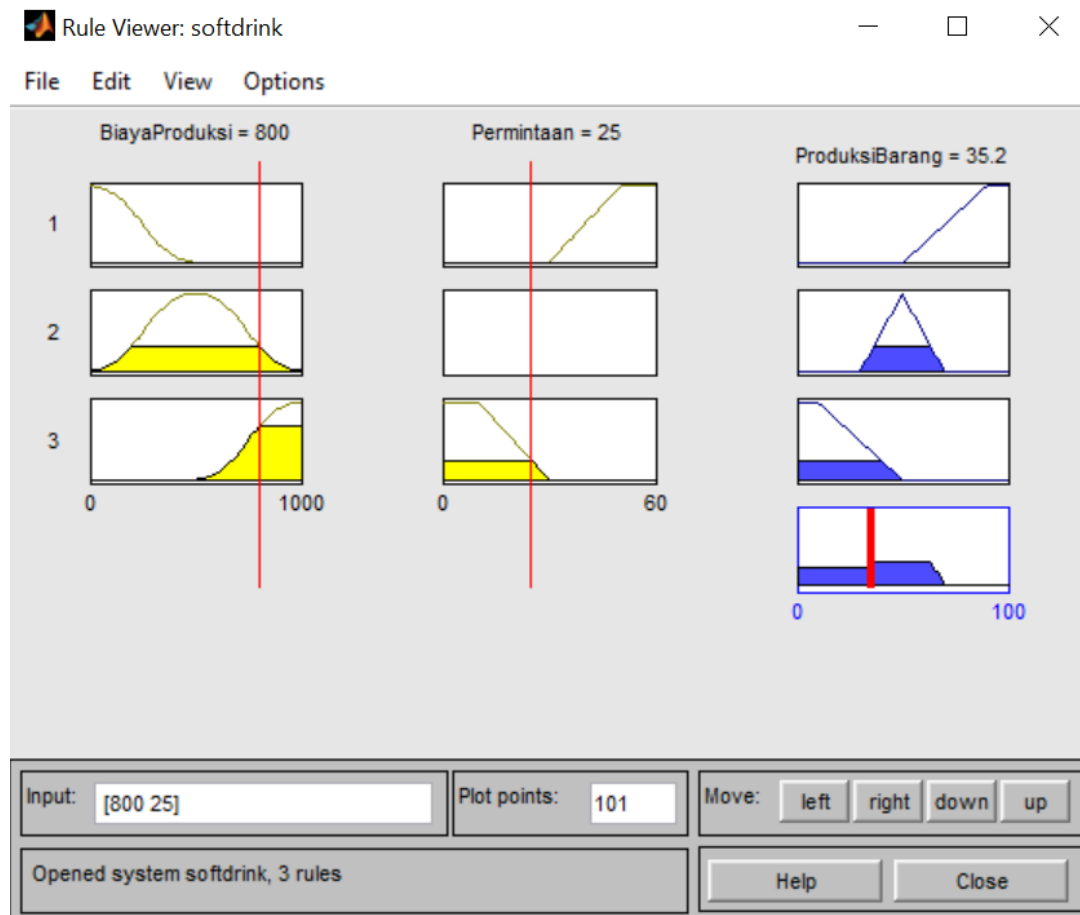 Rule Viewer: softdrink
File Edit View Options
BiayaProduksi = 800
Permintaan = 25
ProduksiBarang = 35.2
1
2
3
0 1000
0 60
0 100
Input: [800 25]
Plot points: 101
Move: left right down up
Opened system softdrink, 3 rules
Help Close